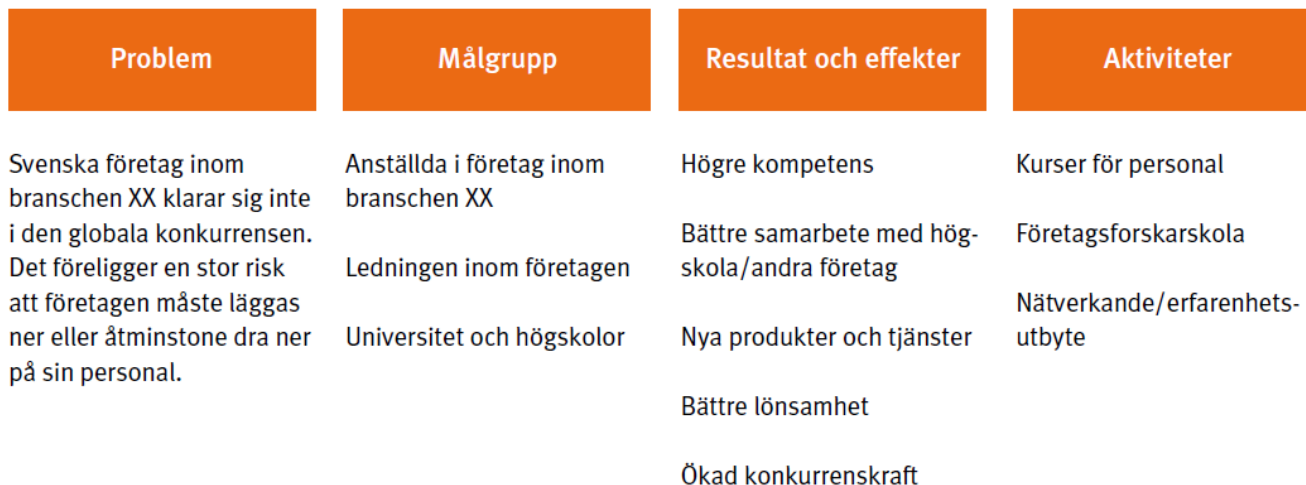 Problem
Svenska företag inom
branschen XX klarar sig inte
i den globala konkurrensen.
Det föreligger en stor risk
att företagen måste läggas
ner eller åtminstone dra ner
på sin personal.
Målgrupp
Anställda i företag inom
branschen XX
Ledningen inom företagen
Universitet och högskolor
Resultat och effekter
Högre kompetens
Bättre samarbete med hög-
skola/andra företag
Nya produkter och tjänster
Bättre lönsamhet
Ökad konkurrenskraft
Aktiviteter
Kurser för personal
Företagsforskarskola
Nätverkande/erfarenhets-
utbyte